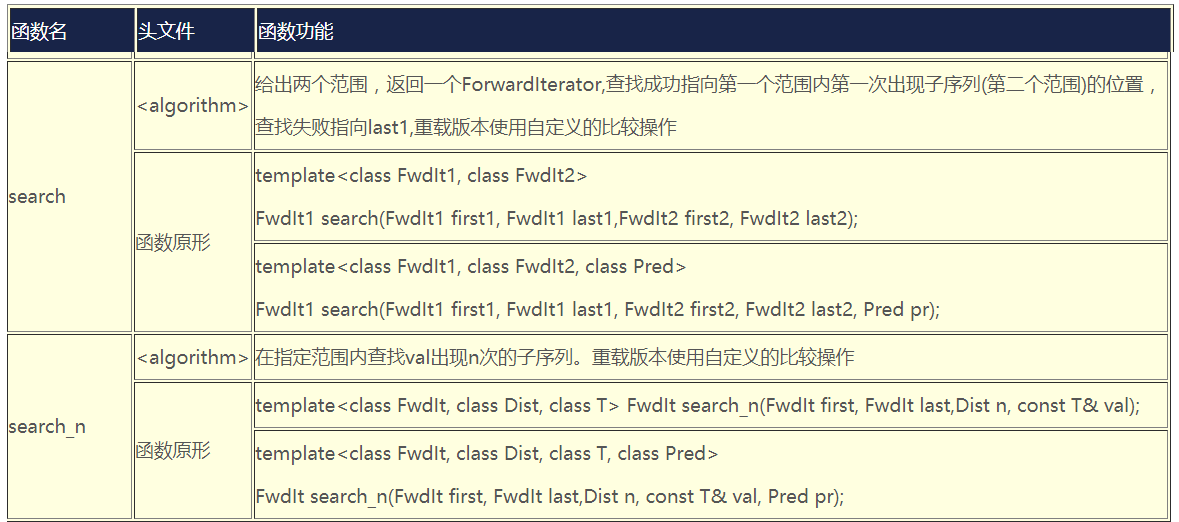 函数名 头文件 函数功能
search
<algorithm>
给出两个范围，返回一个ForwardIterator,查找成功指向第一个范围内第一次出现子序列(第二个范围)的位置，
查找失败指向last1,重载版本使用自定义的比较操作
函数原形
template<class FwdIt1, class FwdIt2>
FwdIt1 search(FwdIt1 first1, FwdIt1 last1,FwdIt2 first2, FwdIt2 last2);
template<class FwdIt1, class FwdIt2, class Pred>
FwdIt1 search(FwdIt1 first1, FwdIt1 last1, FwdIt2 first2, FwdIt2 last2, Pred pr);
search_n
<algorithm>
在指定范围内查找val出现n次的子序列。重载版本使用自定义的比较操作
函数原形
template<class FwdIt, class Dist, class T> FwdIt search_n(FwdIt first, FwdIt last,Dist n, const T& val);
template<class FwdIt, class Dist, class T, class Pred>
FwdIt search_n(FwdIt first, FwdIt last,Dist n, const T& val, Pred pr);